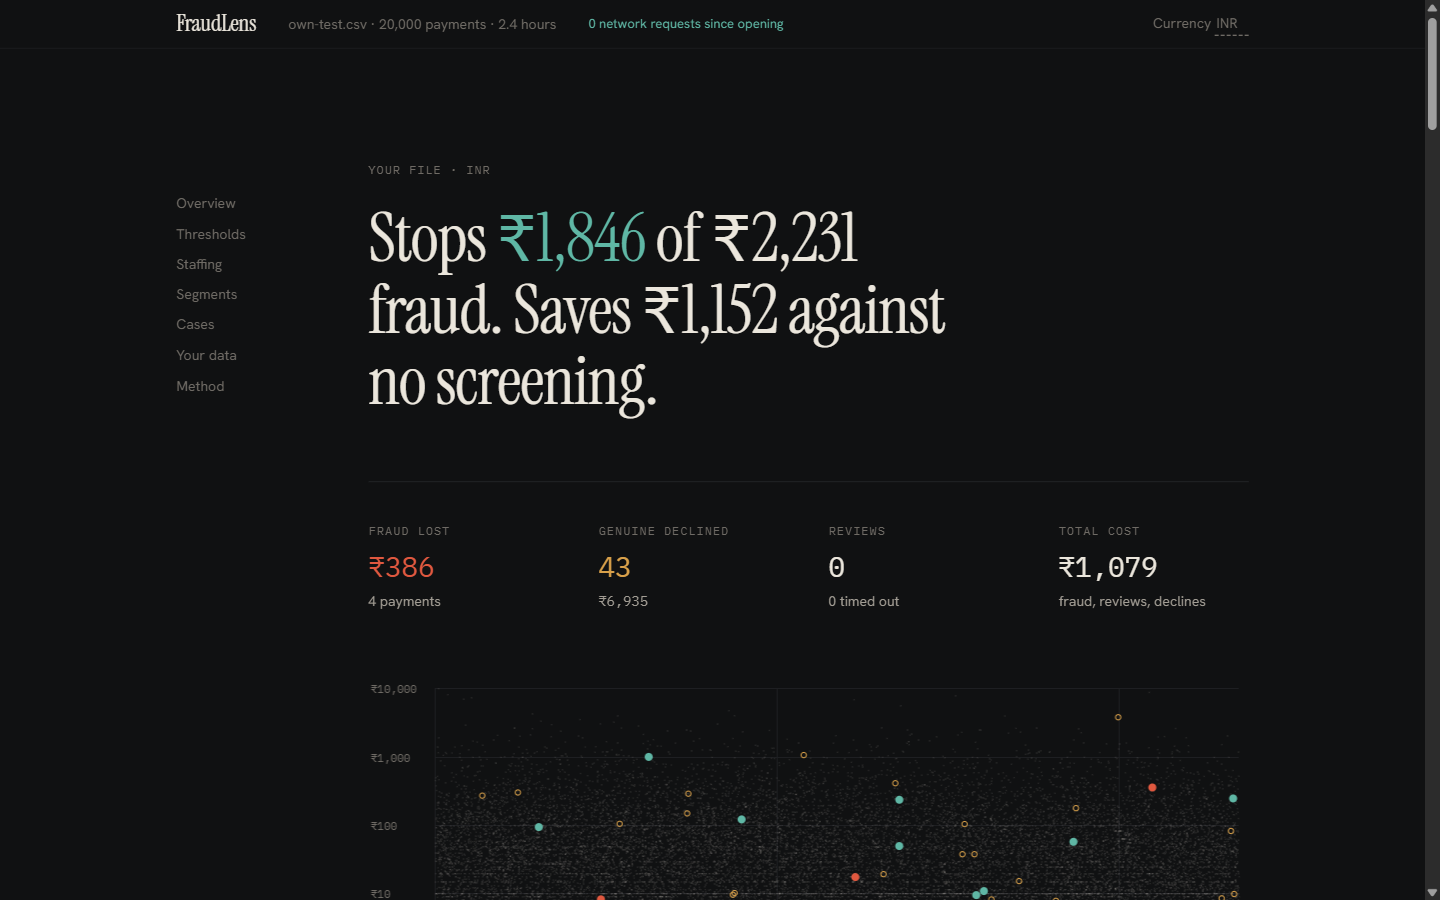 FraudLens
own-test.csv · 20,000 payments · 2.4 hours
0 network requests since opening
Currency INR
Overview
Thresholds
Staffing
Segments
Cases
Your data
Method
YOUR FILE · INR
Stops ₹1,846 of ₹2,231
fraud. Saves ₹1,152 against
no screening.
FRAUD LOST
₹386
4 payments
GENUINE DECLINED
43
₹6,935
REVIEWS
0
0 timed out
TOTAL COST
₹1,079
fraud, reviews, declines
₹10,000
₹1,000
₹100
₹10